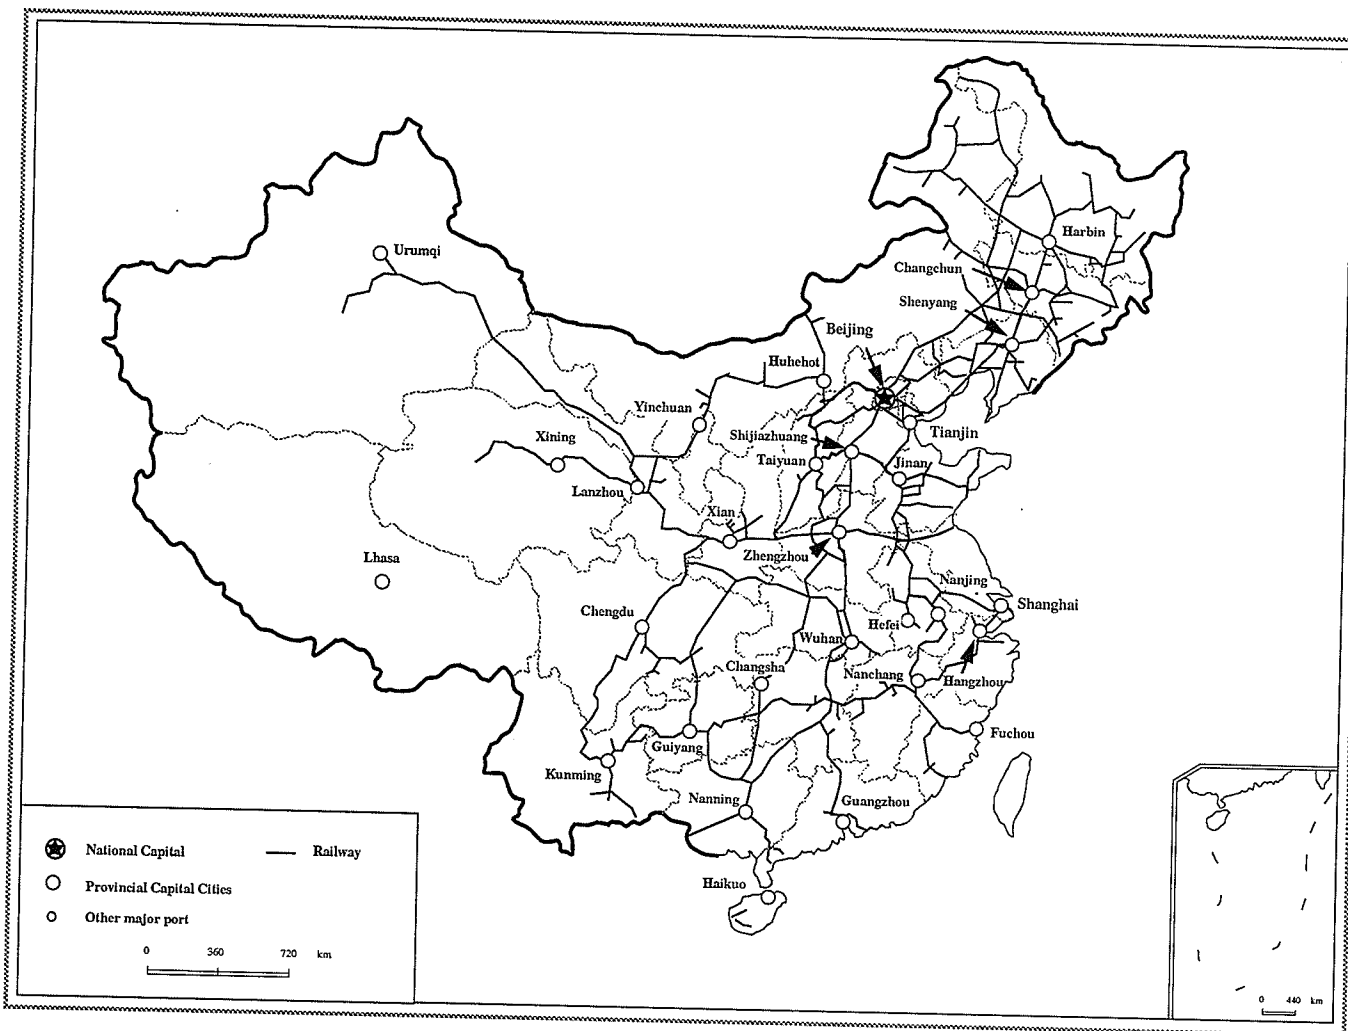 Harbin
Urumqi
Changchun
Shenyang
Beijing
Huhehot
Yinchuan
Shijiazhuang
Tianjin
Xining
Taiyuan
Jinan
Lanzhou
Xian
Zhengzhou
Lhasa
Nanjing
Chengdu
Shanghai
Hefei
Wuhan
Changsha
Nanchang
Hangzhou
Fuchou
Guiyang
Kunming
Nanning
Guangzhou
Haikuo
National Capital
Railway
Provincial Capital Cities
Other major port
0 360 720 km
0 440 km